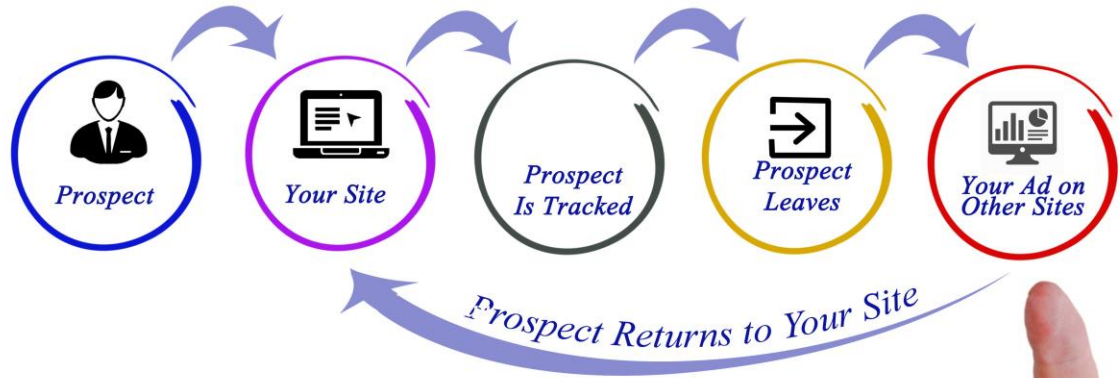 Prospect
Your Site
Prospect
Is Tracked
Prospect
Leaves
Your Ad on
Other Sites
Prospect Returns to Your Site